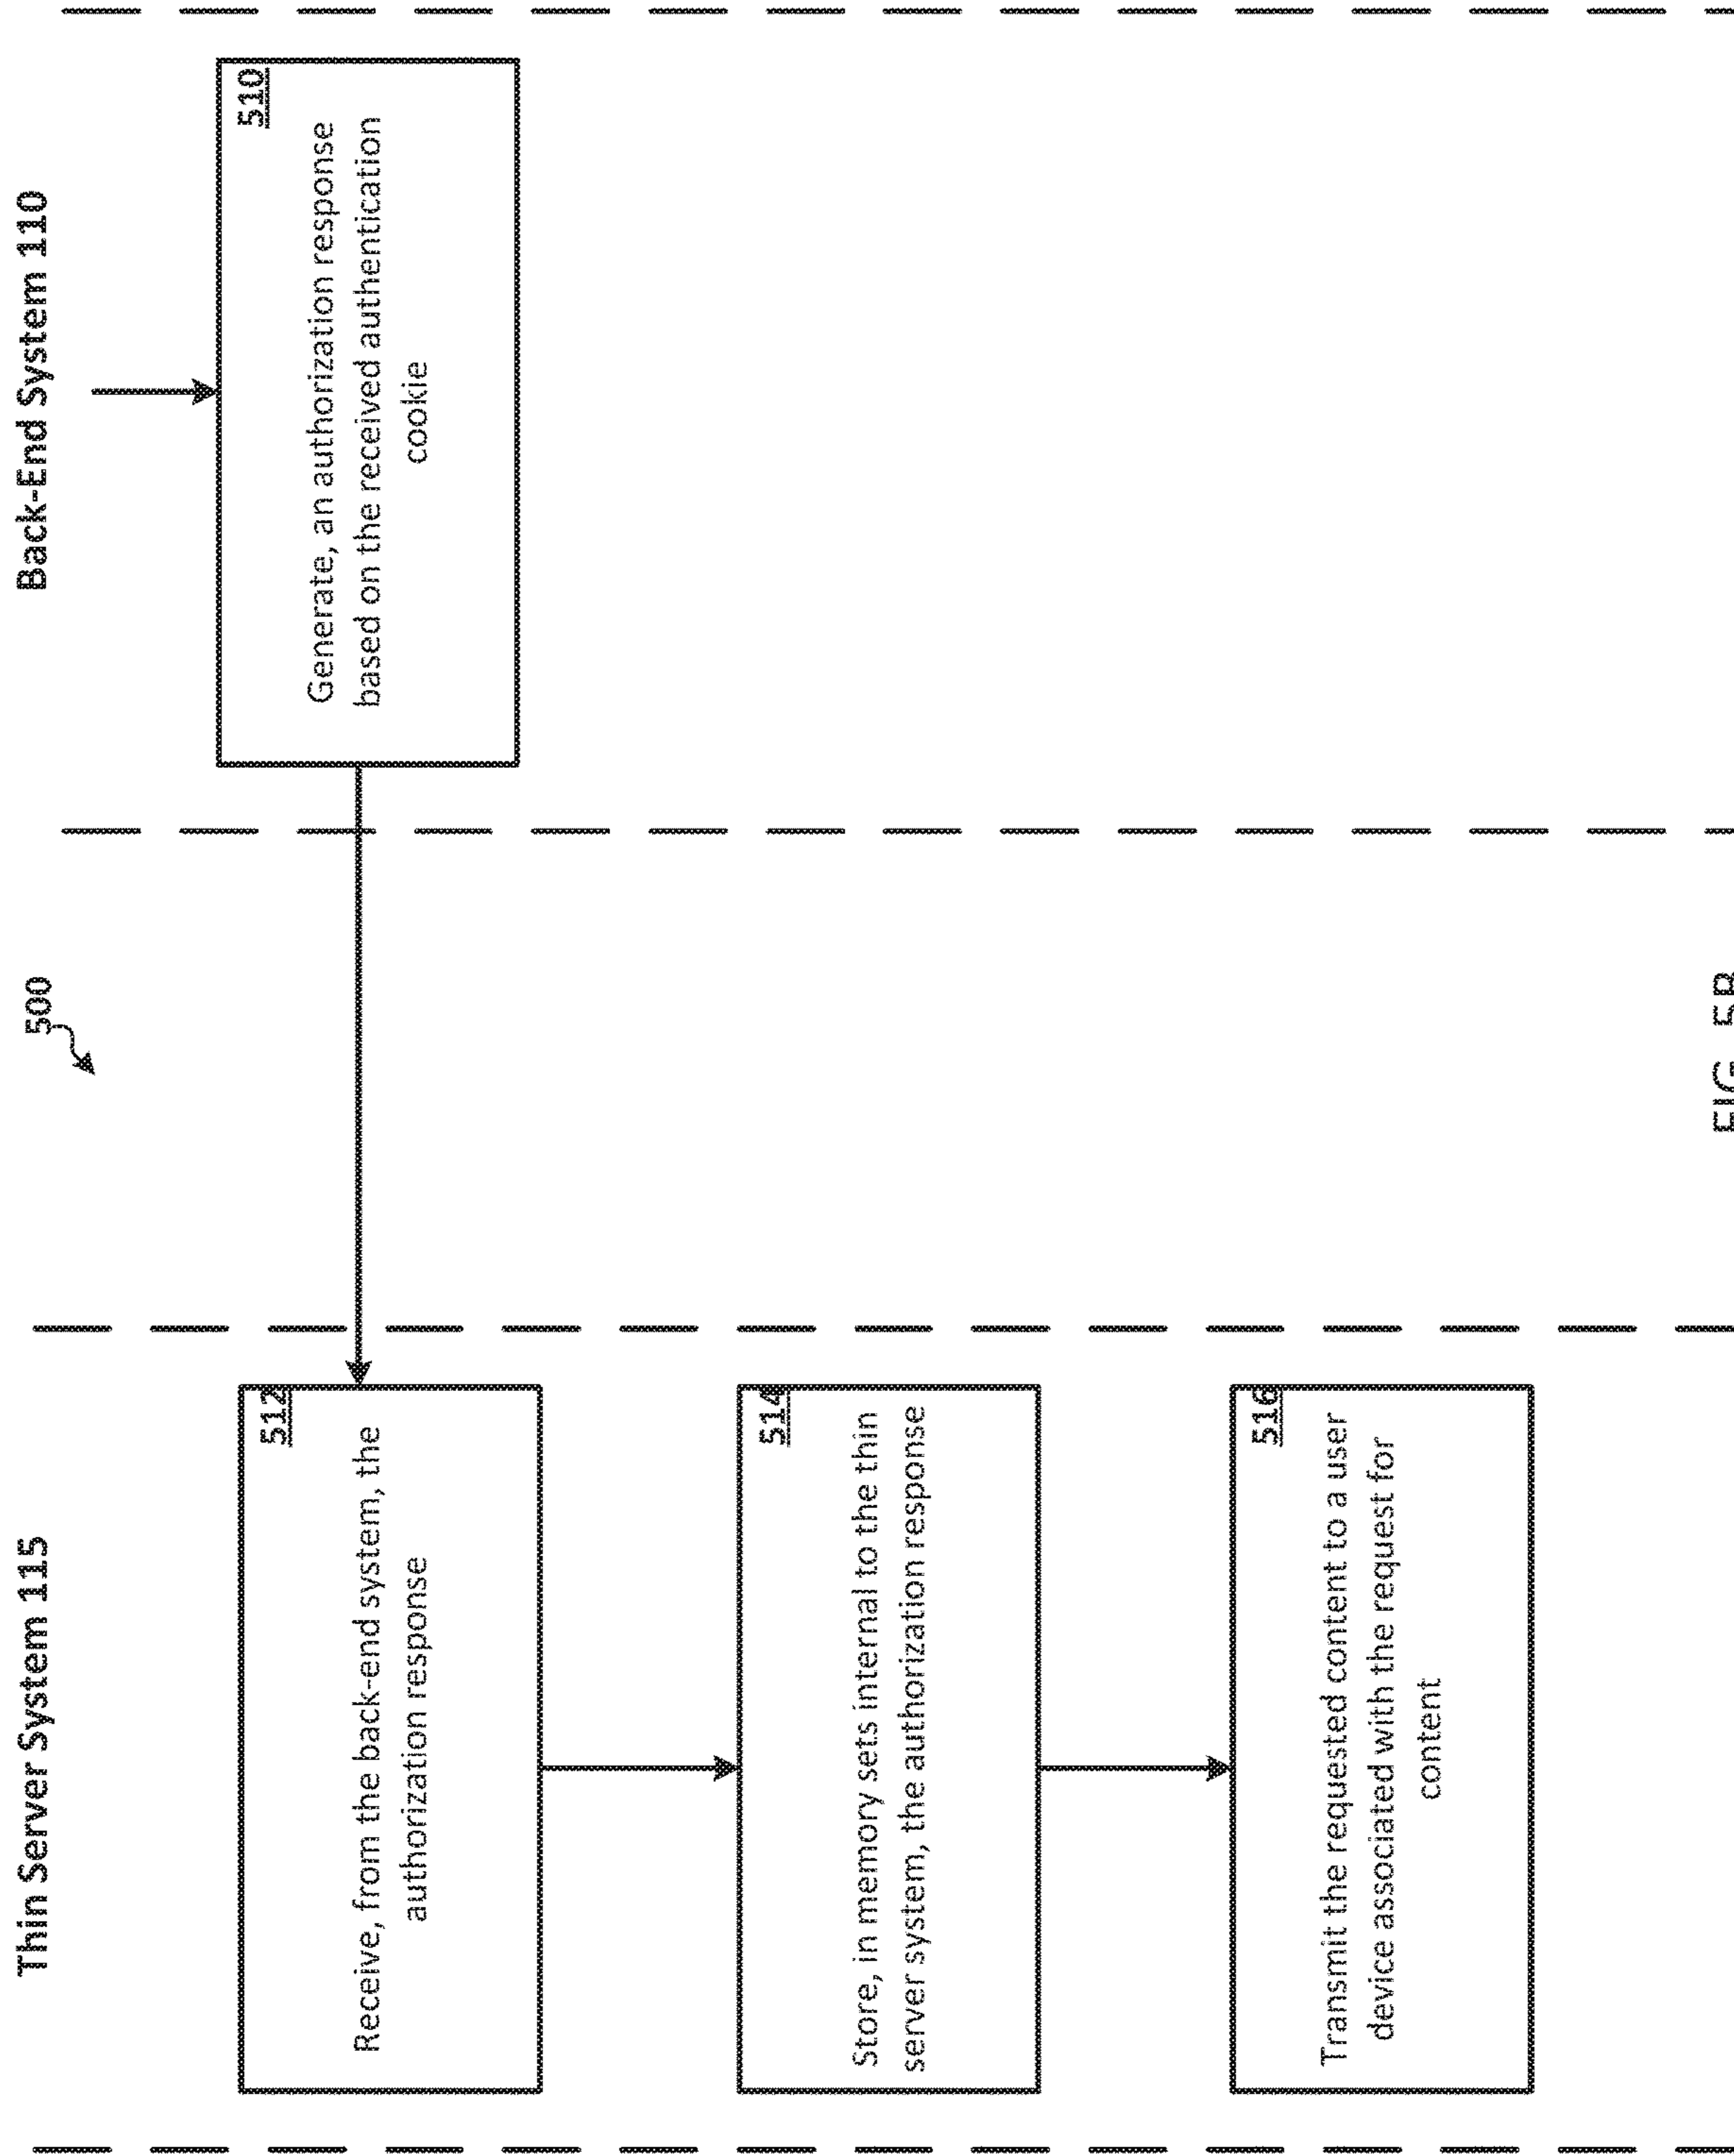 Thin Server System 115
500
Back-End System 110
510
Generate, an authorization response
based on the received authentication
cookie
512
Receive, from the back-end system, the
authorization response
514
Store, in memory sets internal to the thin
server system, the authorization response
516
Transmit the requested content to a user
device associated with the request for
content
FIG. 5B